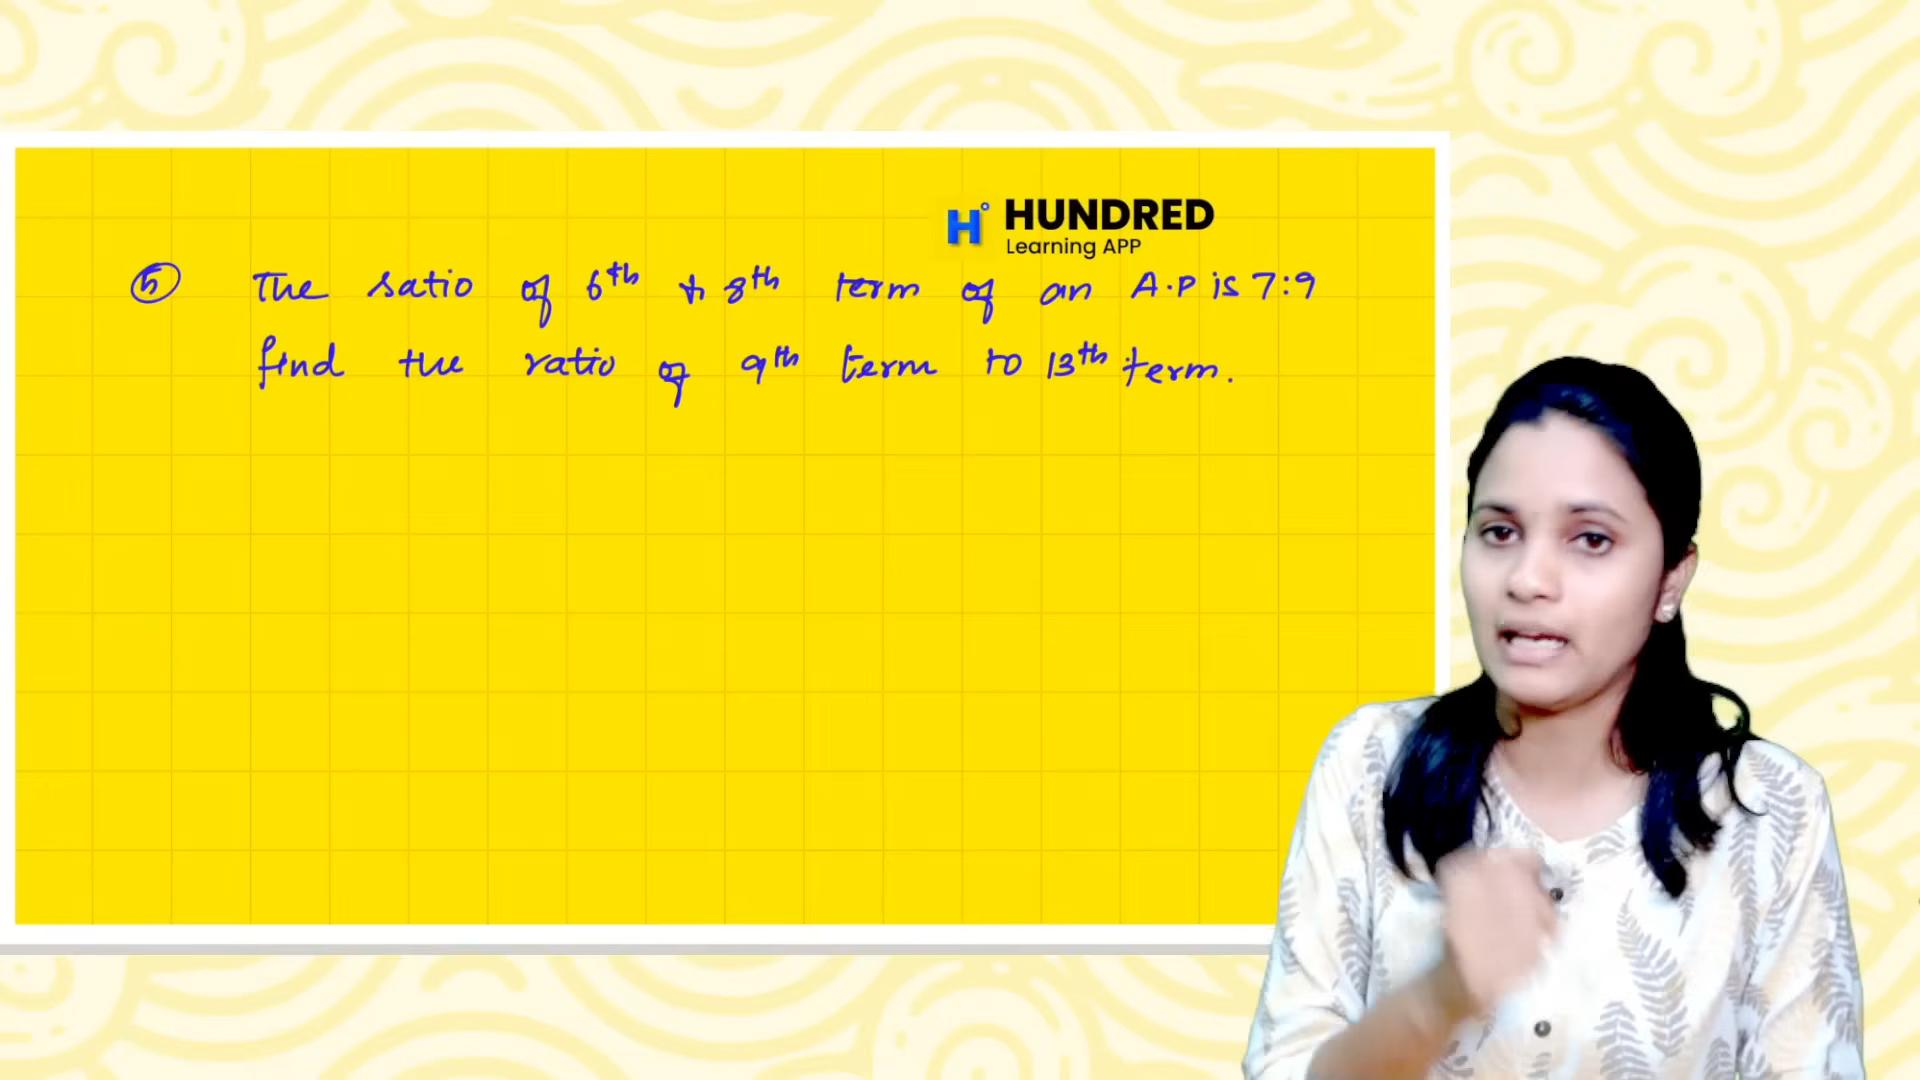 HUNDRED
Learning APP
5 The ratio of 6th & 8th term of an A.P is 7:9
find the ratio of 9th term to 13th term.